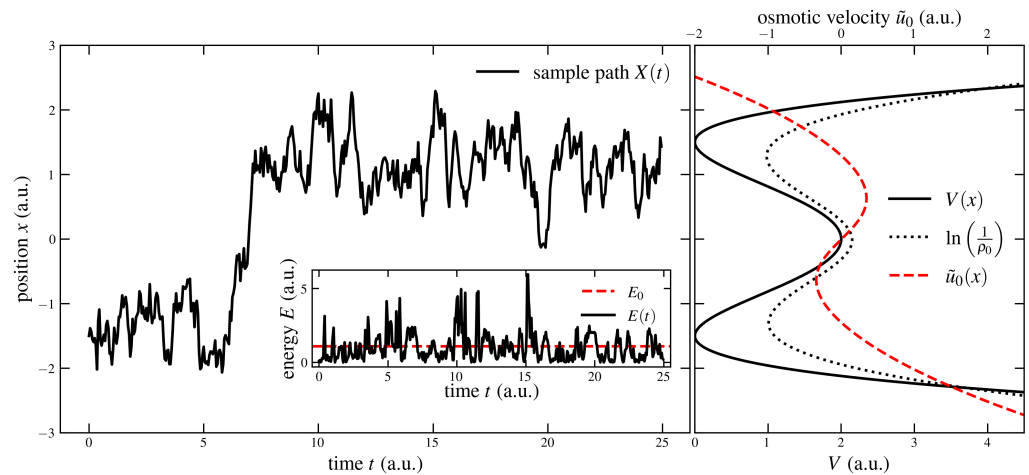 osmotic velocity ũ₀ (a.u.)
−2 −1 0 1 2
3
2
1
0
−1
−2
−3
position x (a.u.)
sample path X(t)
energy E (a.u.)
5
0
E₀
E(t)
0 5 10 15 20 25
time t (a.u.)
0 5 10 15 20 25
time t (a.u.)
V(x)
ln(1/ρ₀)
ũ₀(x)
0 1 2 3 4
V (a.u.)